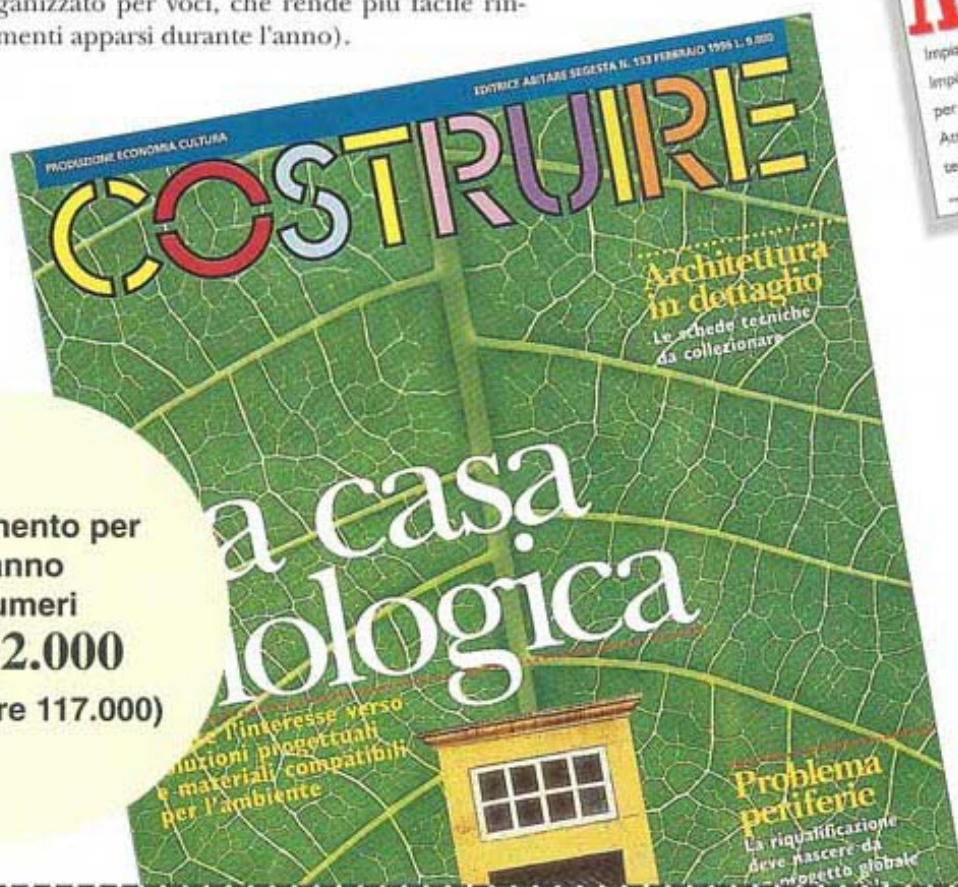 ganizzato per voci, che rende più facile rin-
menti apparsi durante l'anno).
EDITRICE ABITARE SEGESTA N. 153 FEBBRAIO 1996 L. 9.000
PRODUZIONE ECONOMIA CULTURA
COSTRUIRE
Architettura
in dettaglio
Le schede tecniche
da collezionare
a casa
iologica
l'interesse verso
luzioni progettuali
e materiali compatibili
per l'ambiente
Problema
periferie
La riqualificazione
deve nascere da
progetto globale
mento per
anno
umeri
2.000
re 117.000)
per